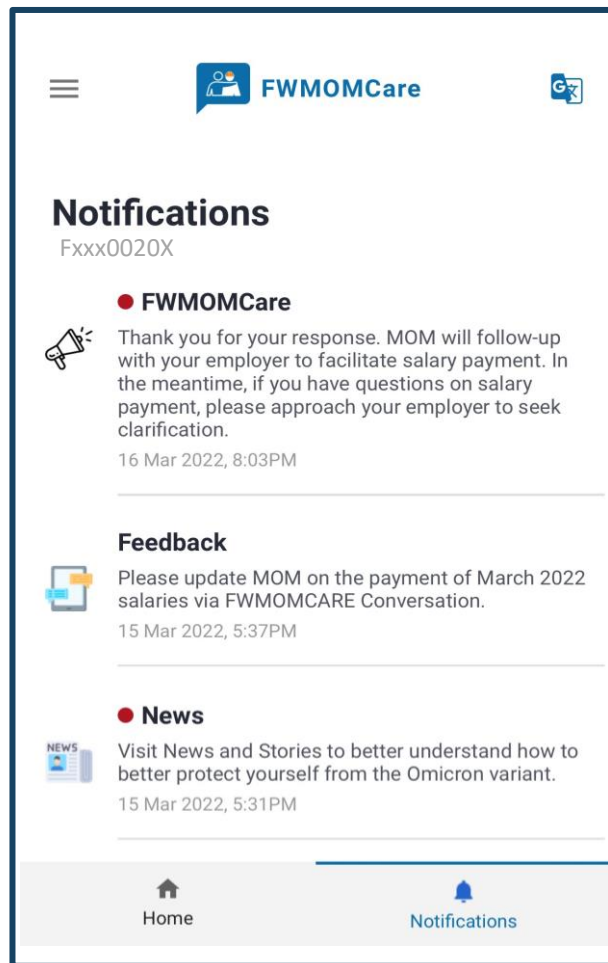 FWMOMCare
G文
Notifications
Fxxx0020X
FWMOMCare
Thank you for your response. MOM will follow-up
with your employer to facilitate salary payment. In
the meantime, if you have questions on salary
payment, please approach your employer to seek
clarification.
16 Mar 2022, 8:03PM
Feedback
Please update MOM on the payment of March 2022
salaries via FWMOMCARE Conversation.
15 Mar 2022, 5:37PM
News
NEWS
Visit News and Stories to better understand how to
better protect yourself from the Omicron variant.
15 Mar 2022, 5:31PM
Home
Notifications